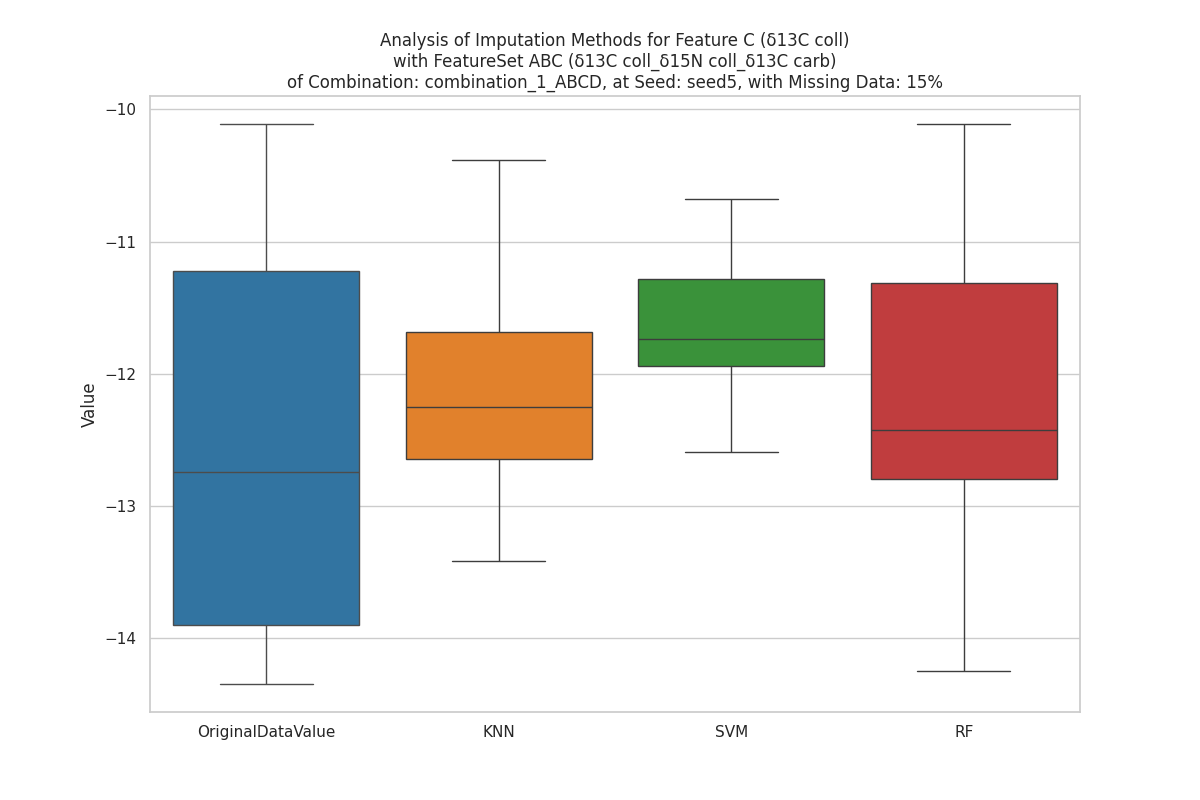 Analysis of Imputation Methods for Feature C (δ13C coll)
with FeatureSet ABC (δ13C coll_δ15N coll_δ13C carb)
of Combination: combination_1_ABCD, at Seed: seed5, with Missing Data: 15%
−10
−11
−12
−13
−14
Value
OriginalDataValue
KNN
SVM
RF